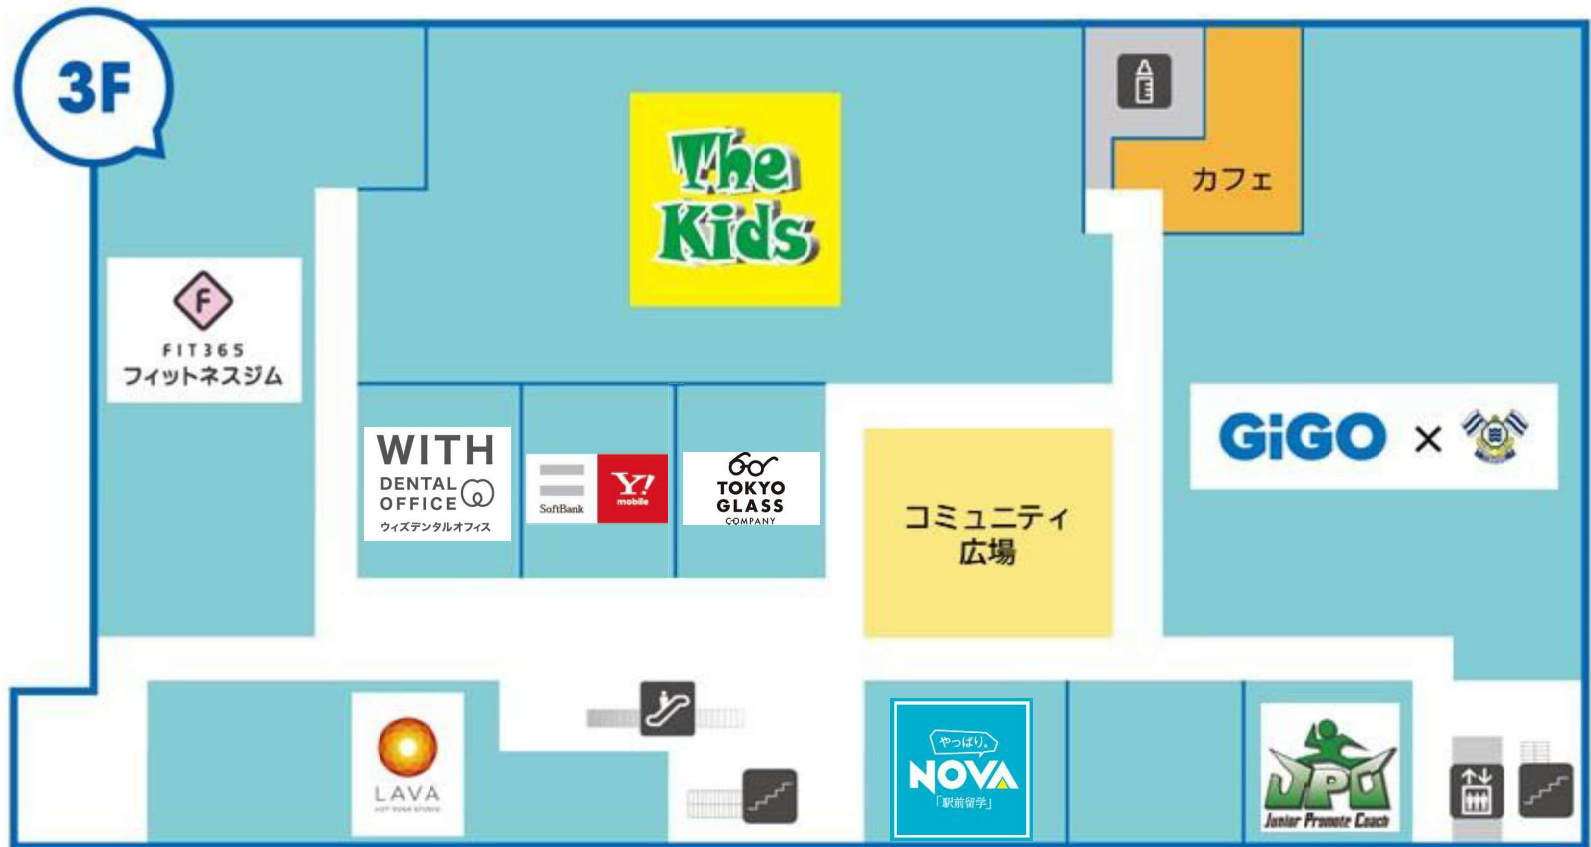 3F
The
Kids
カフェ
F
FIT365
フィットネスジム
WITH
DENTAL
OFFICE
ウィズデンタルオフィス
SoftBank
Y!
mobile
TOKYO
GLASS
COMPANY
コミュニティ
広場
GiGO ×
LAVA
HOT YOGA STUDIO
やっぱり。
NOVA
「駅前留学」
JPC
Junior Promote Coach